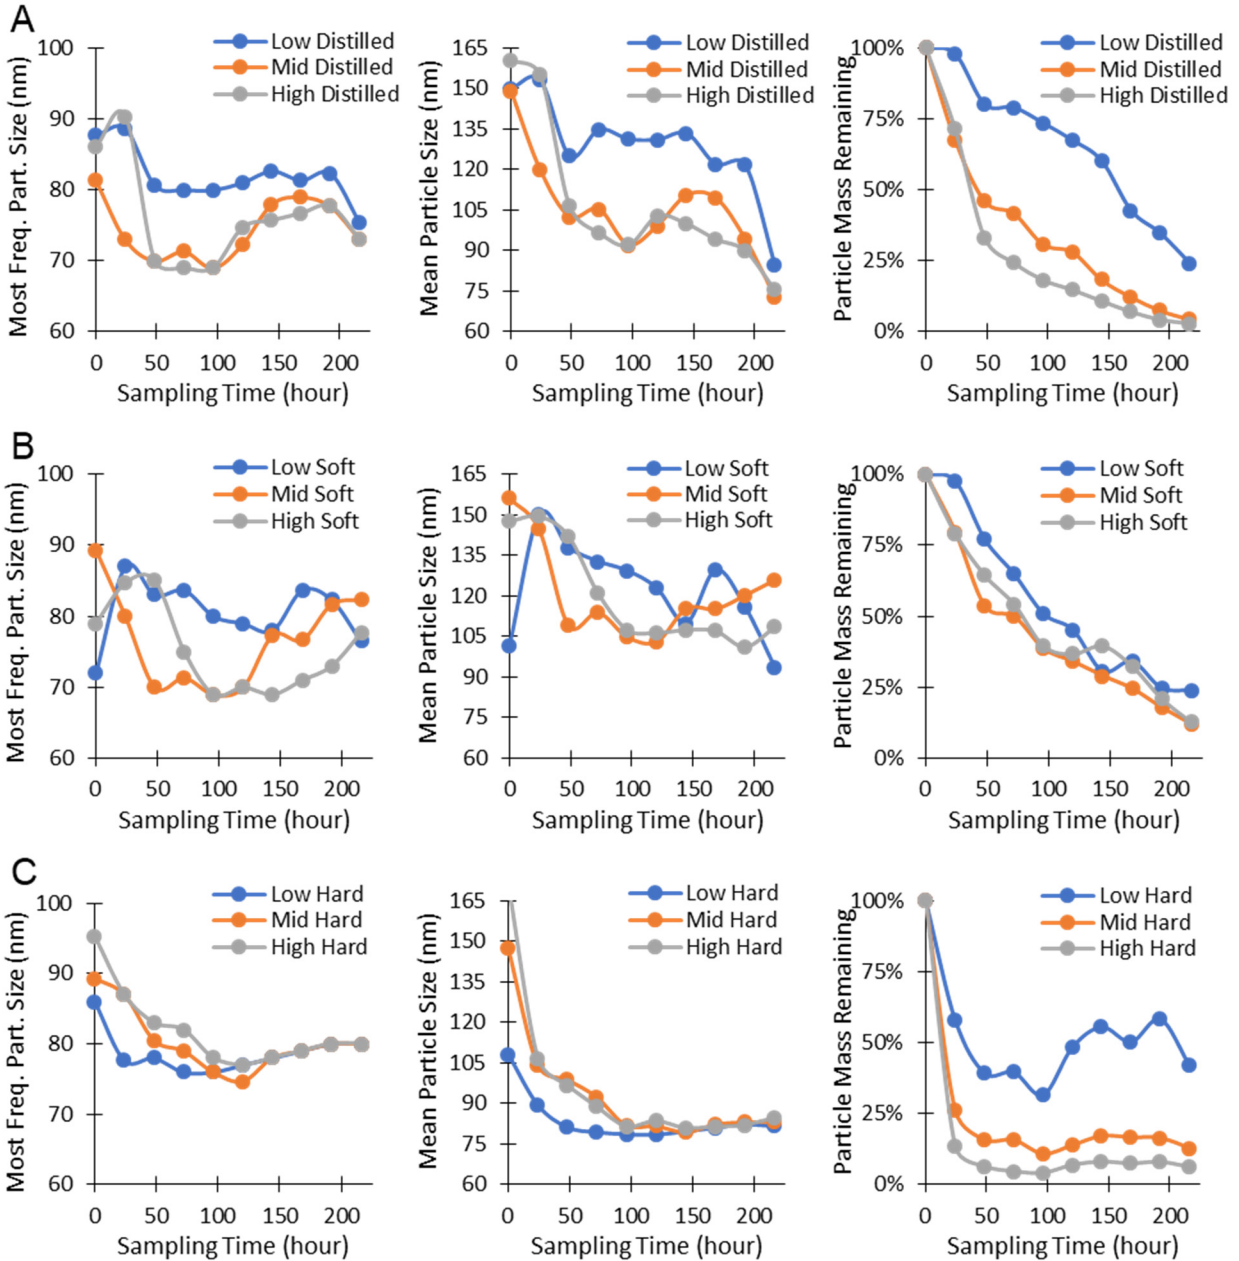 A
Most Freq. Part. Size (nm)
100
90
80
70
60
0 50 100 150 200
Sampling Time (hour)
Low Distilled
Mid Distilled
High Distilled
Mean Particle Size (nm)
165
150
135
120
105
90
75
60
0 50 100 150 200
Sampling Time (hour)
Low Distilled
Mid Distilled
High Distilled
Particle Mass Remaining
100%
75%
50%
25%
0%
0 50 100 150 200
Sampling Time (hour)
Low Distilled
Mid Distilled
High Distilled
B
Most Freq. Part. Size (nm)
100
90
80
70
60
0 50 100 150 200
Sampling Time (hour)
Low Soft
Mid Soft
High Soft
Mean Particle Size (nm)
165
150
135
120
105
90
75
60
0 50 100 150 200
Sampling Time (hour)
Low Soft
Mid Soft
High Soft
Particle Mass Remaining
100%
75%
50%
25%
0%
0 50 100 150 200
Sampling Time (hour)
Low Soft
Mid Soft
High Soft
C
Most Freq. Part. Size (nm)
100
90
80
70
60
0 50 100 150 200
Sampling Time (hour)
Low Hard
Mid Hard
High Hard
Mean Particle Size (nm)
165
150
135
120
105
90
75
60
0 50 100 150 200
Sampling Time (hour)
Low Hard
Mid Hard
High Hard
Particle Mass Remaining
100%
75%
50%
25%
0%
0 50 100 150 200
Sampling Time (hour)
Low Hard
Mid Hard
High Hard